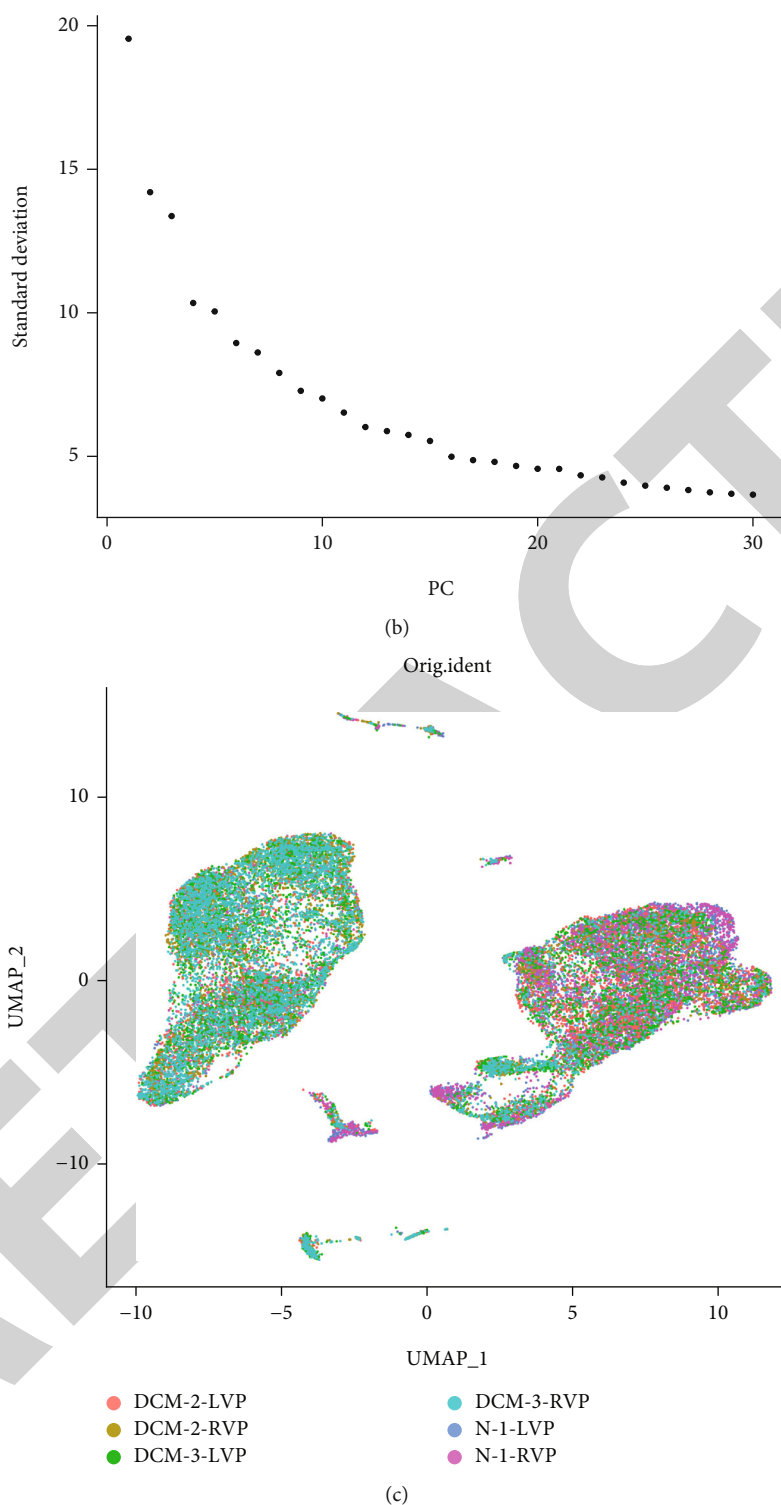 20
15
10
5
Standard deviation
0 10 20 30
PC
(b)
Orig.ident
10
0
−10
UMAP_2
−10 −5 0 5 10
UMAP_1
DCM-2-LVP
DCM-2-RVP
DCM-3-LVP
DCM-3-RVP
N-1-LVP
N-1-RVP
(c)